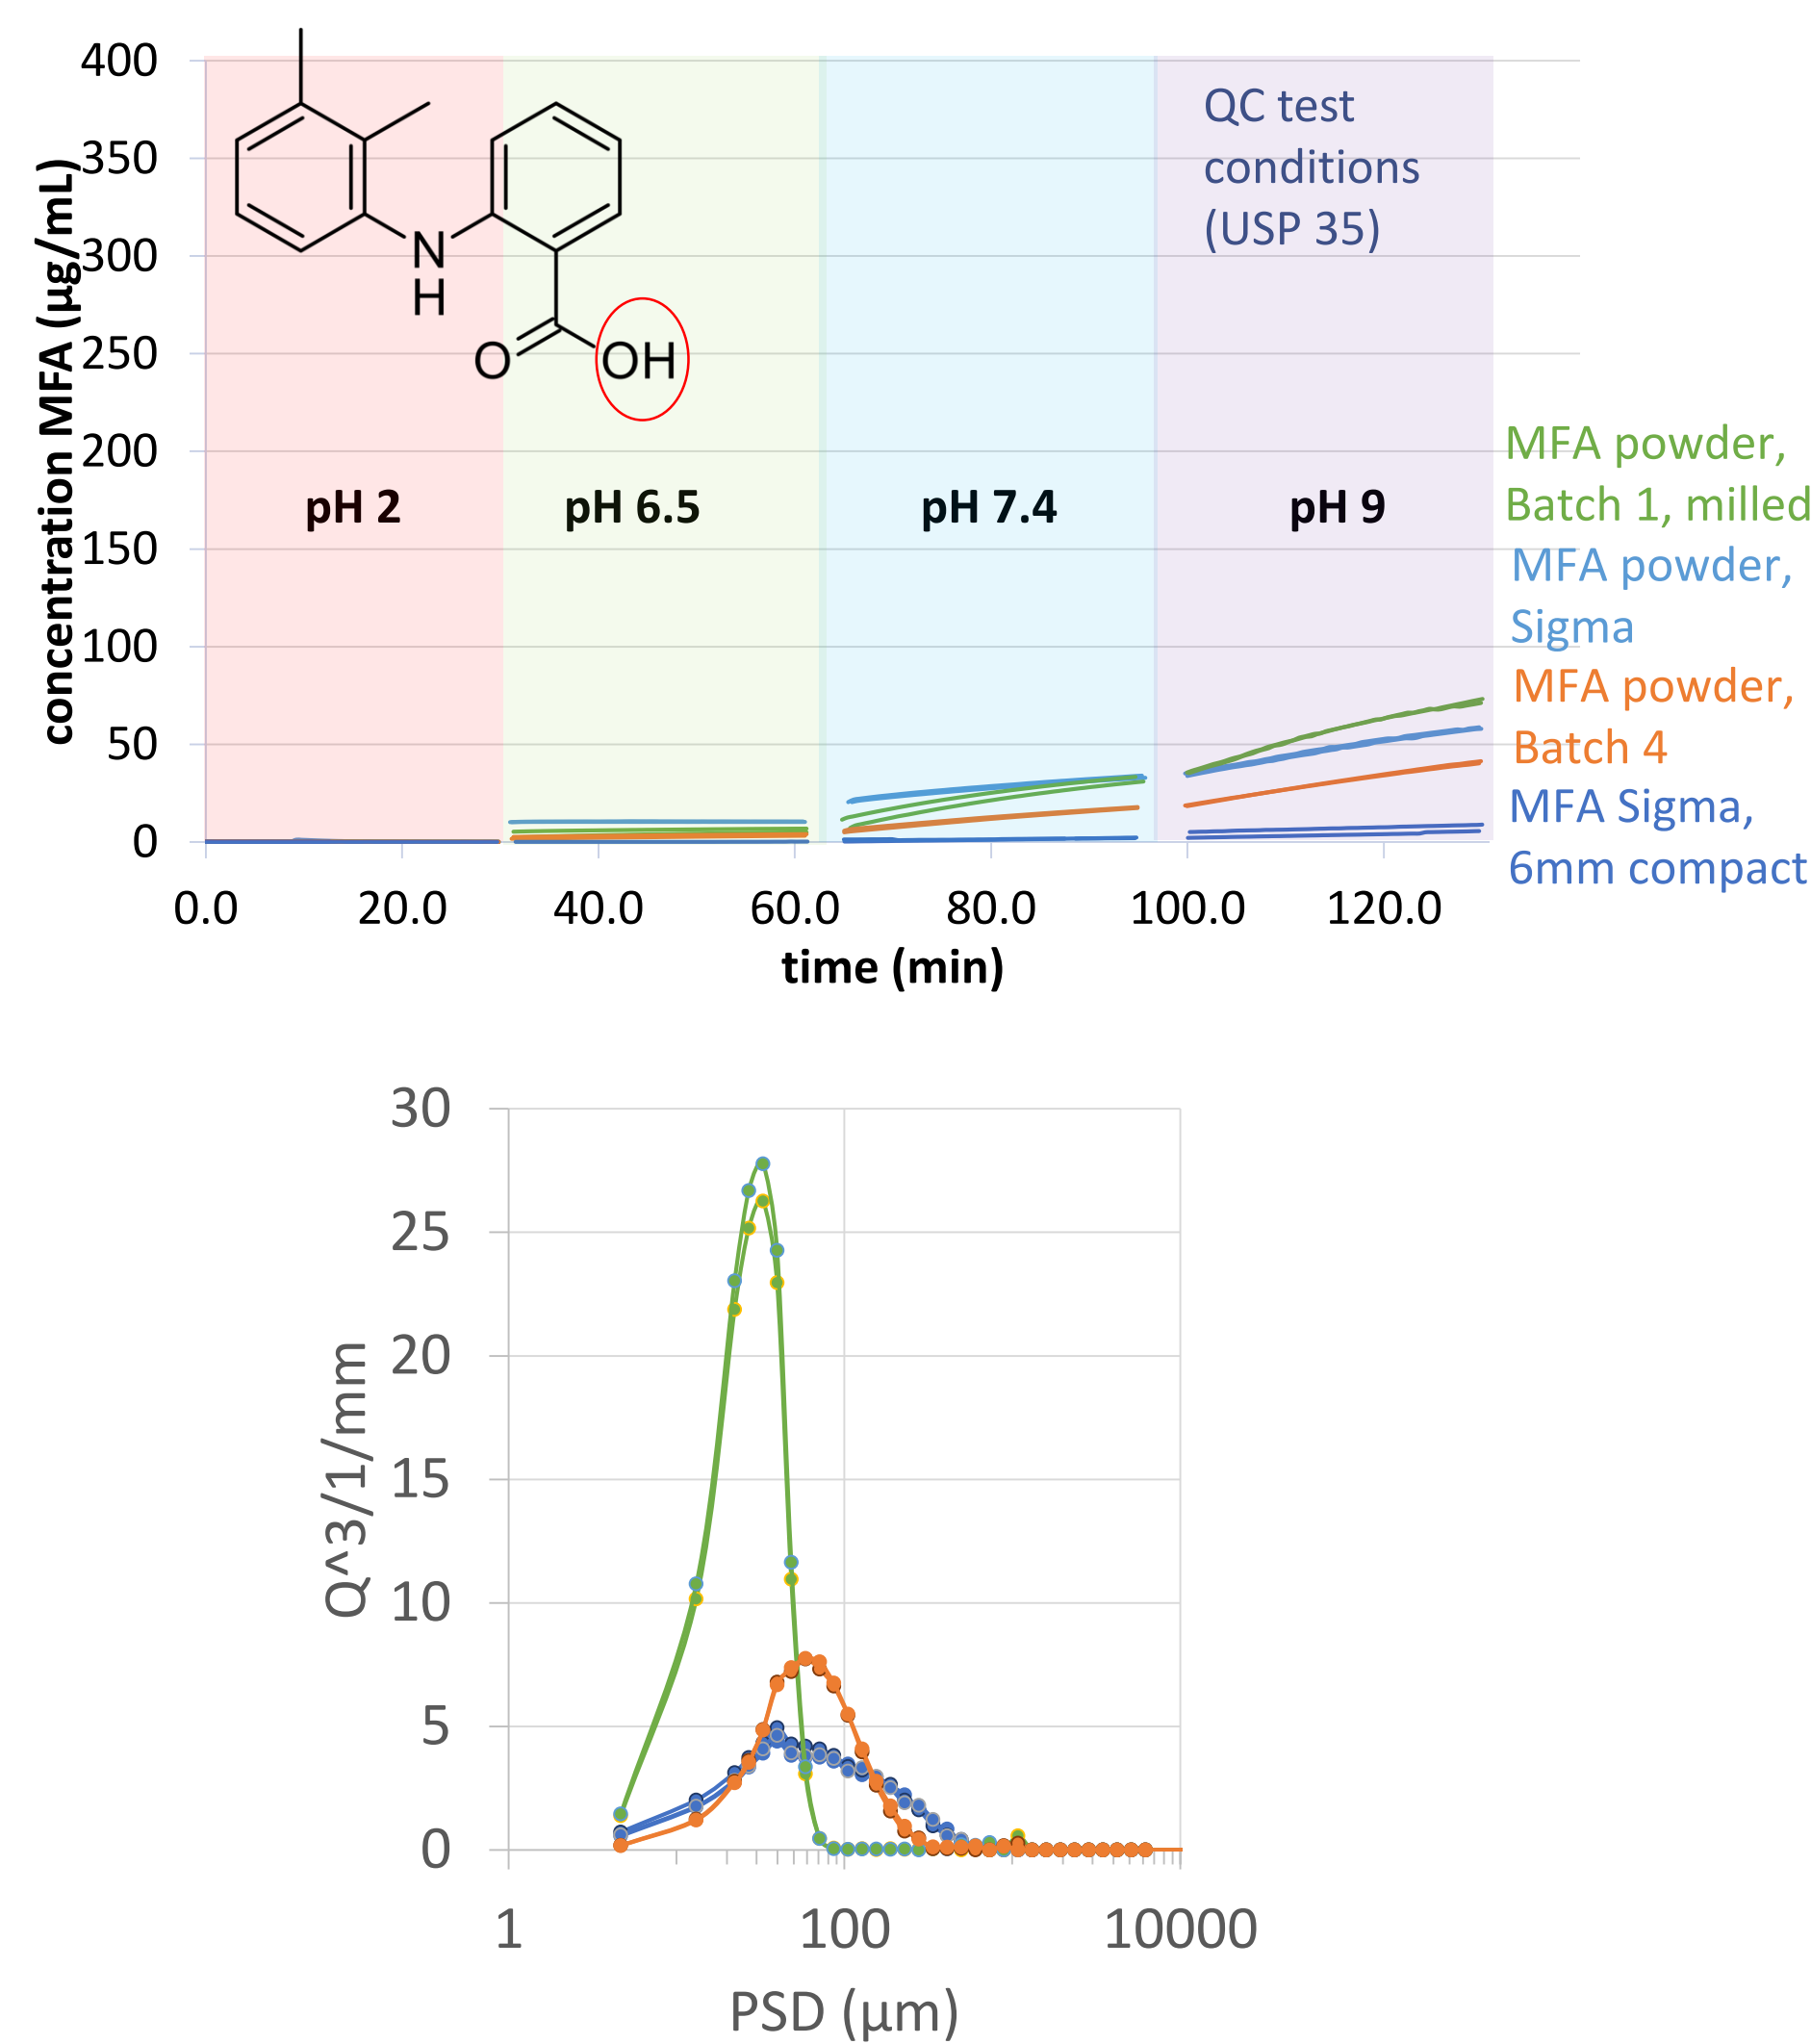 400
350
300
250
200
150
100
50
0
concentration MFA (µg/mL)
N
H
O
OH
QC test
conditions
(USP 35)
pH 2
pH 6.5
pH 7.4
pH 9
MFA powder,
Batch 1, milled
MFA powder,
Sigma
MFA powder,
Batch 4
MFA Sigma,
6mm compact
0.0 20.0 40.0 60.0 80.0 100.0 120.0
time (min)
30
25
20
15
10
5
0
Q^3/1/mm
1 100 10000
PSD (µm)